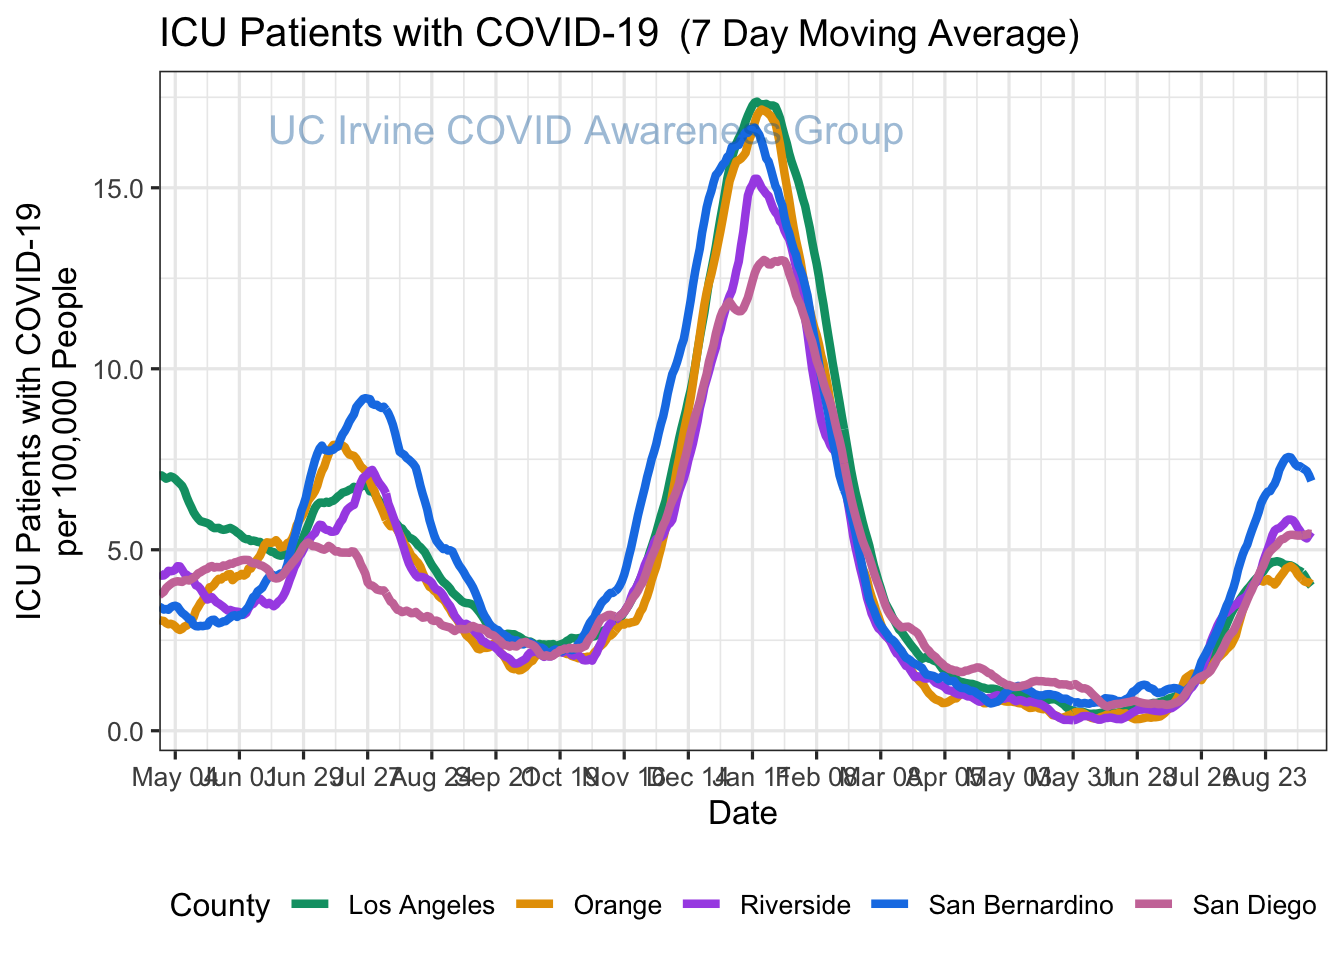 ICU Patients with COVID-19 (7 Day Moving Average)
UC Irvine COVID Awareness Group
ICU Patients with COVID-19
per 100,000 People
15.0
10.0
5.0
0.0
May 04 Jun 01 Jun 29 Jul 27 Aug 24 Sep 21 Oct 19 Nov 16 Dec 14 Jan 11 Feb 08 Mar 08 Apr 05 May 03 May 31 Jun 28 Jul 26 Aug 23
Date
County Los Angeles Orange Riverside San Bernardino San Diego